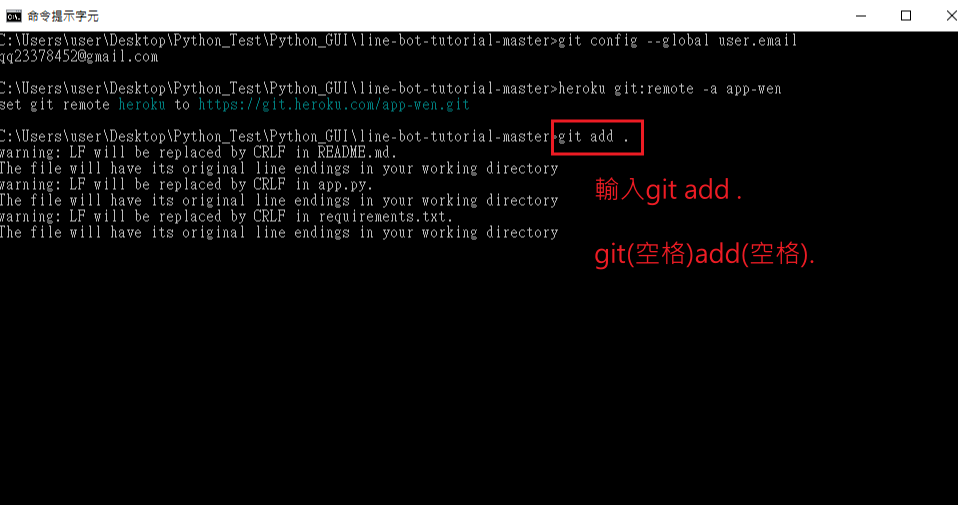 命令提示字元
C:\Users\user\Desktop\Python_Test\Python_GUI\line-bot-tutorial-master>git config --global user.email
qq23378452@gmail.com
C:\Users\user\Desktop\Python_Test\Python_GUI\line-bot-tutorial-master>heroku git:remote -a app-wen
set git remote heroku to https://git.heroku.com/app-wen.git
C:\Users\user\Desktop\Python_Test\Python_GUI\line-bot-tutorial-master>git add .
warning: LF will be replaced by CRLF in README.md.
The file will have its original line endings in your working directory
warning: LF will be replaced by CRLF in app.py.
The file will have its original line endings in your working directory
warning: LF will be replaced by CRLF in requirements.txt.
The file will have its original line endings in your working directory
輸入git add .
git(空格)add(空格).